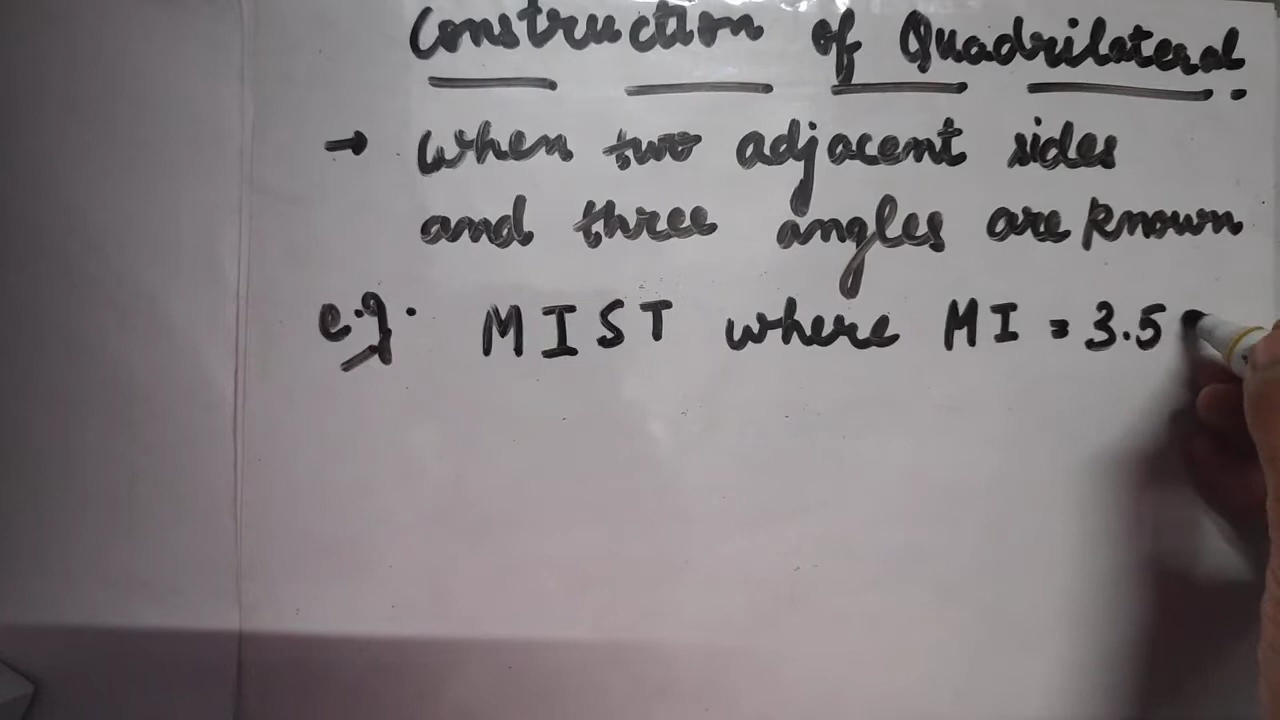 Construction of Quadrilateral.
→ When two adjacent sides
and three angles are known
e.g. MIST where MI = 3.5